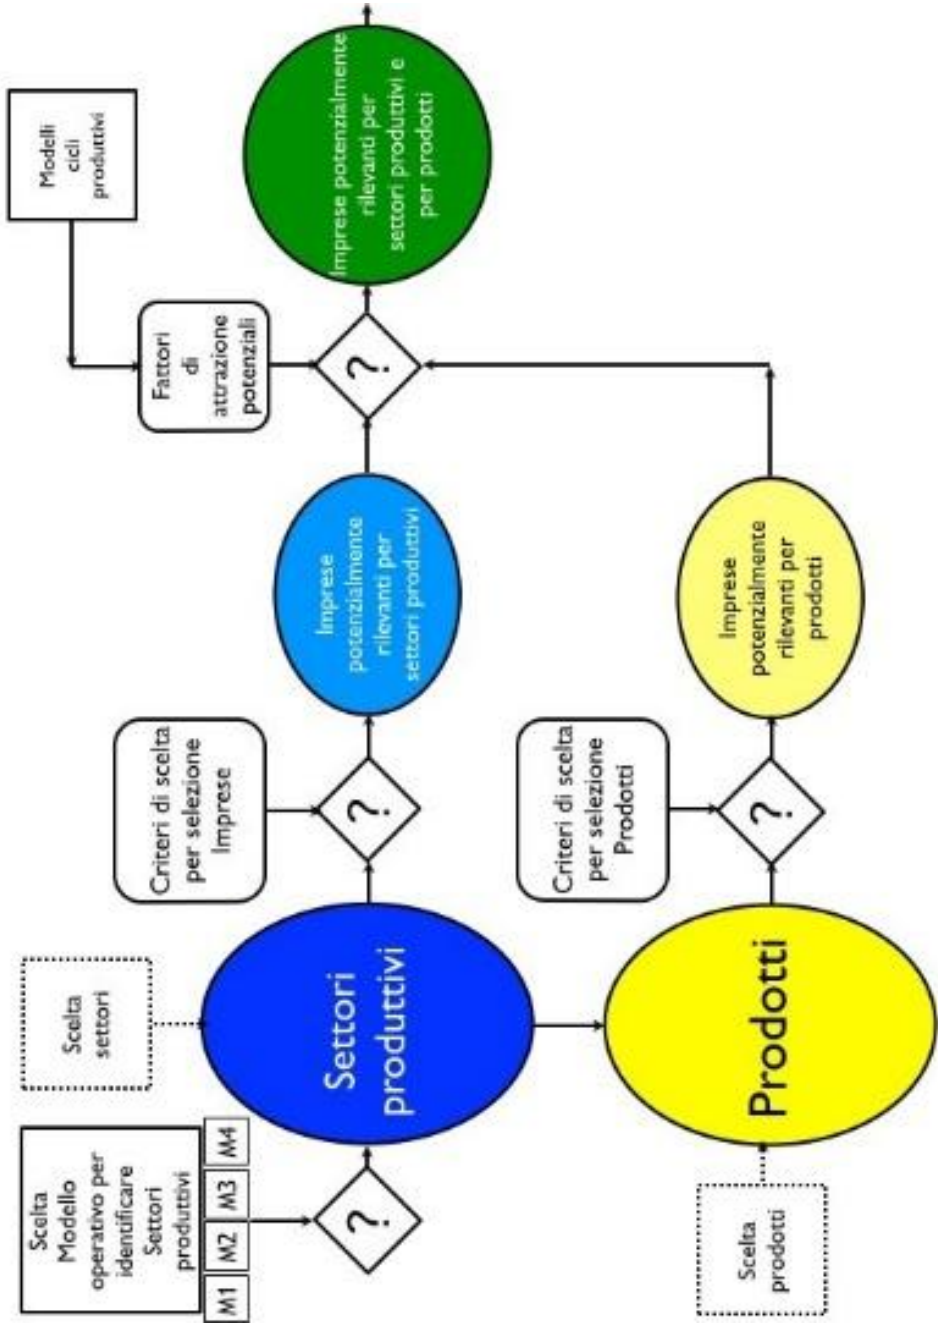 Scelta
Modello
operativo per
identificare
Settori
produttivi
M1
M2
M3
M4
?
Scelta
settori
Settori
produttivi
Criteri di scelta
per selezione
Imprese
?
Imprese
potenzialmente
rilevanti per
settori produttivi
Fattori
di
attrazione
potenziali
?
Modelli
cicli
produttivi
Imprese potenzialmente
rilevanti per
settori produttivi e
per prodotti
Scelta
prodotti
Prodotti
Criteri di scelta
per selezione
Prodotti
?
Imprese
potenzialmente
rilevanti per
prodotti